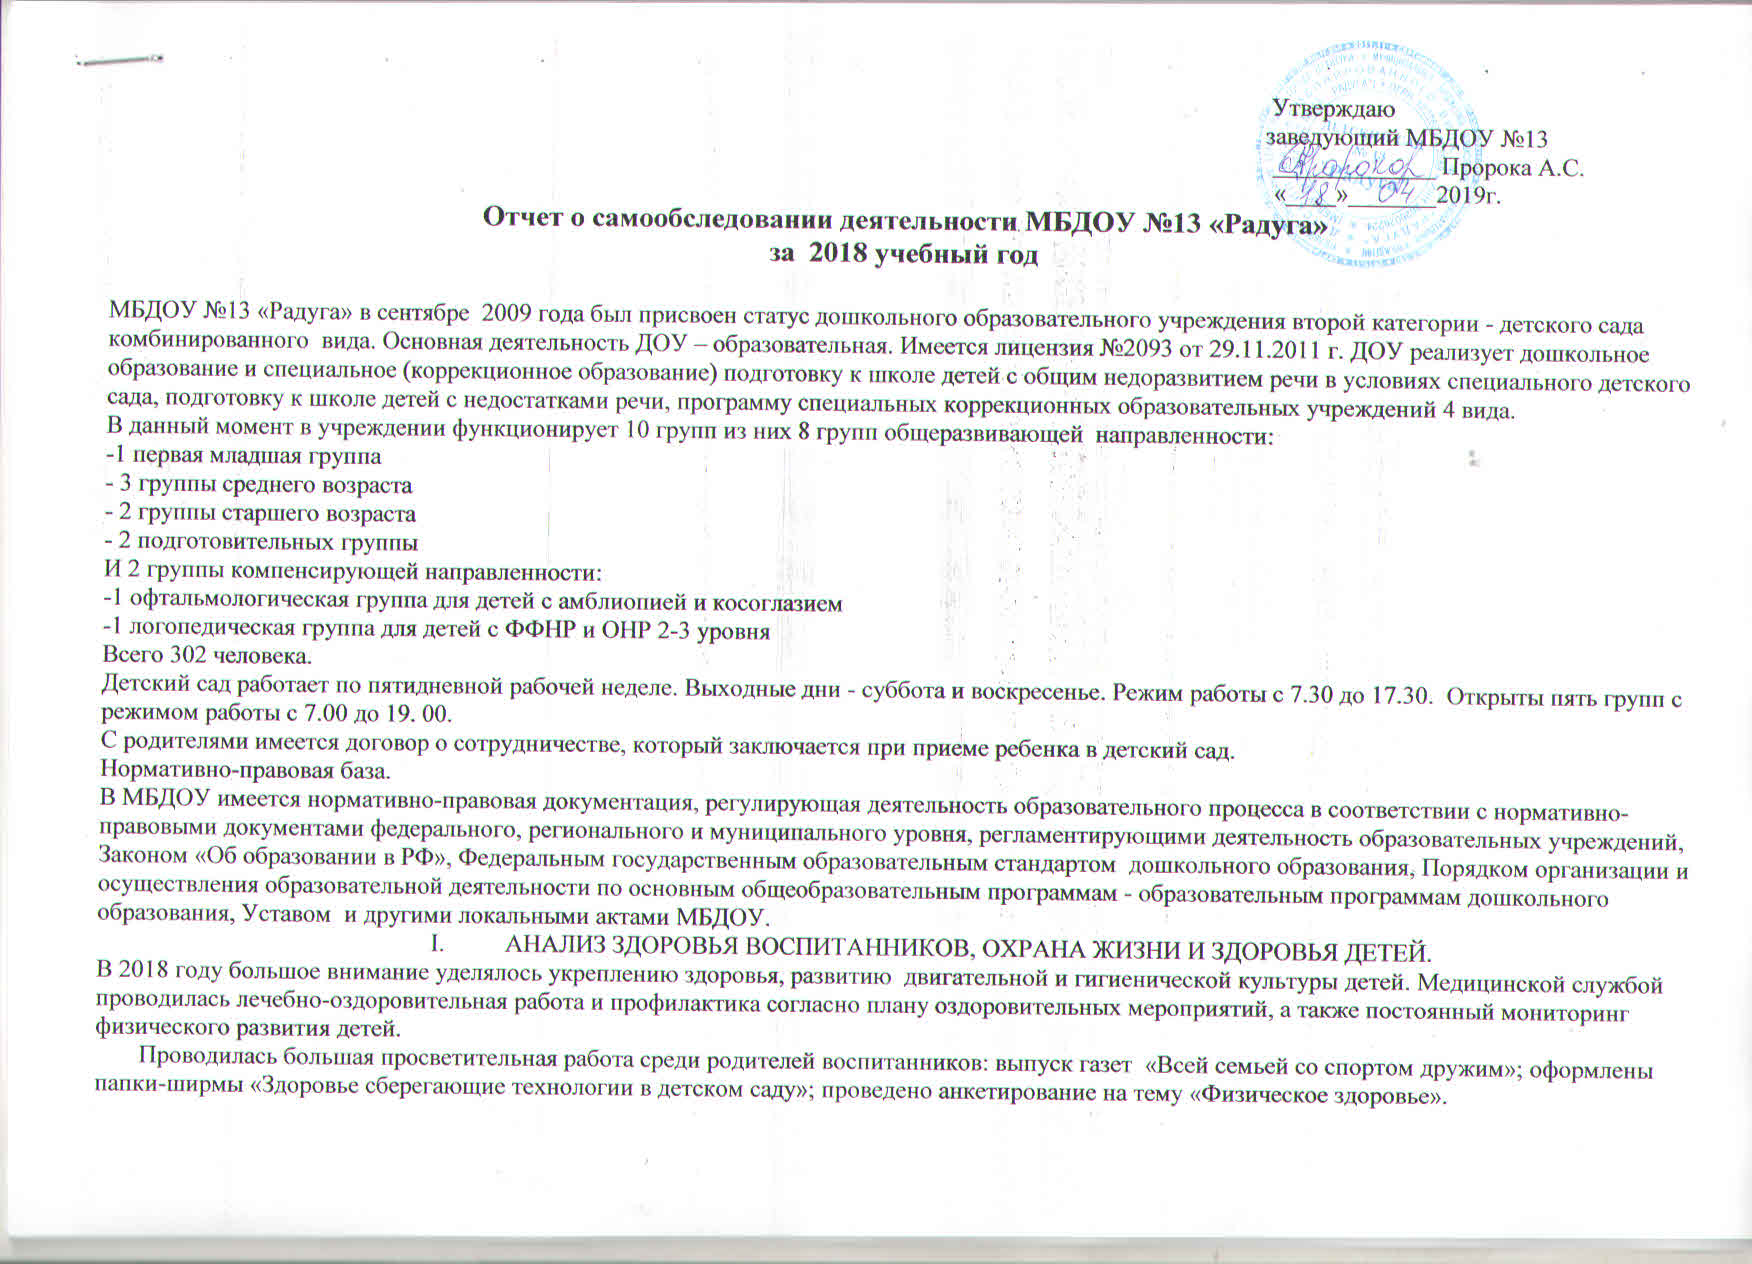 Утверждаю
заведующий МБДОУ №13
Пророка А.С.
«18» 04 2019г.
Отчет о самообследовании деятельности МБДОУ №13 «Радуга»
за 2018 учебный год
МБДОУ №13 «Радуга» в сентябре 2009 года был присвоен статус дошкольного образовательного учреждения второй категории - детского сада
комбинированного вида. Основная деятельность ДОУ – образовательная. Имеется лицензия №2093 от 29.11.2011 г. ДОУ реализует дошкольное
образование и специальное (коррекционное образование) подготовку к школе детей с общим недоразвитием речи в условиях специального детского
сада, подготовку к школе детей с недостатками речи, программу специальных коррекционных образовательных учреждений 4 вида.
В данный момент в учреждении функционирует 10 групп из них 8 групп общеразвивающей направленности:
-1 первая младшая группа
- 3 группы среднего возраста
- 2 группы старшего возраста
- 2 подготовительных группы
И 2 группы компенсирующей направленности:
-1 офтальмологическая группа для детей с амблиопией и косоглазием
-1 логопедическая группа для детей с ФФНР и ОНР 2-3 уровня
Всего 302 человека.
Детский сад работает по пятидневной рабочей неделе. Выходные дни - суббота и воскресенье. Режим работы с 7.30 до 17.30. Открыты пять групп с
режимом работы с 7.00 до 19. 00.
С родителями имеется договор о сотрудничестве, который заключается при приеме ребенка в детский сад.
Нормативно-правовая база.
В МБДОУ имеется нормативно-правовая документация, регулирующая деятельность образовательного процесса в соответствии с нормативно-
правовыми документами федерального, регионального и муниципального уровня, регламентирующими деятельность образовательных учреждений,
Законом «Об образовании в РФ», Федеральным государственным образовательным стандартом дошкольного образования, Порядком организации и
осуществления образовательной деятельности по основным общеобразовательным программам - образовательным программам дошкольного
образования, Уставом и другими локальными актами МБДОУ.
I. АНАЛИЗ ЗДОРОВЬЯ ВОСПИТАННИКОВ, ОХРАНА ЖИЗНИ И ЗДОРОВЬЯ ДЕТЕЙ.
В 2018 году большое внимание уделялось укреплению здоровья, развитию двигательной и гигиенической культуры детей. Медицинской службой
проводилась лечебно-оздоровительная работа и профилактика согласно плану оздоровительных мероприятий, а также постоянный мониторинг
физического развития детей.
Проводилась большая просветительная работа среди родителей воспитанников: выпуск газет «Всей семьей со спортом дружим»; оформлены
папки-ширмы «Здоровье сберегающие технологии в детском саду»; проведено анкетирование на тему «Физическое здоровье».